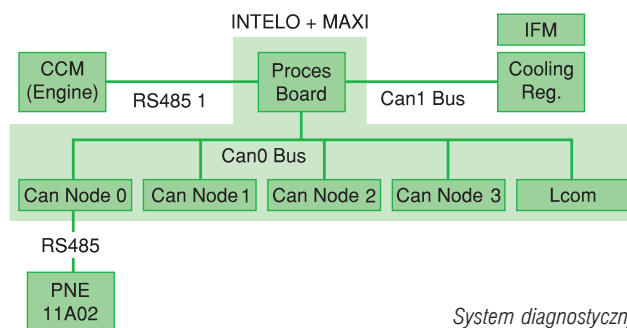 INTELO + MAXI
IFM
CCM
(Engine)
RS485 1
Proces
Board
Can1 Bus
Cooling
Reg.
Can0 Bus
Can Node 0
Can Node 1
Can Node 2
Can Node 3
Lcom
RS485
PNE
11A02
System